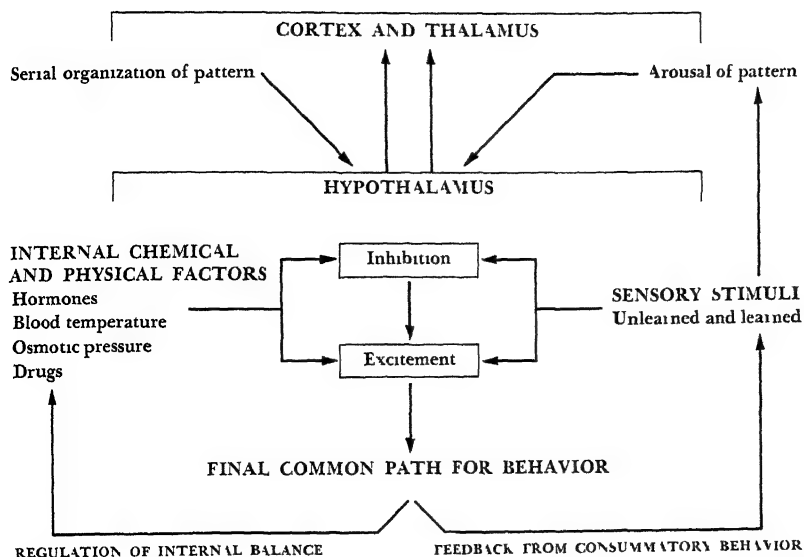 CORTEX AND THALAMUS
Serial organization of pattern
Arousal of pattern
HYPOTHALAMUS
INTERNAL CHEMICAL
AND PHYSICAL FACTORS
Hormones
Blood temperature
Osmotic pressure
Drugs
Inhibition
Excitement
SENSORY STIMULI
Unlearned and learned
FINAL COMMON PATH FOR BEHAVIOR
REGULATION OF INTERNAL BALANCE
FEEDBACK FROM CONSUMMATORY BEHAVIOR